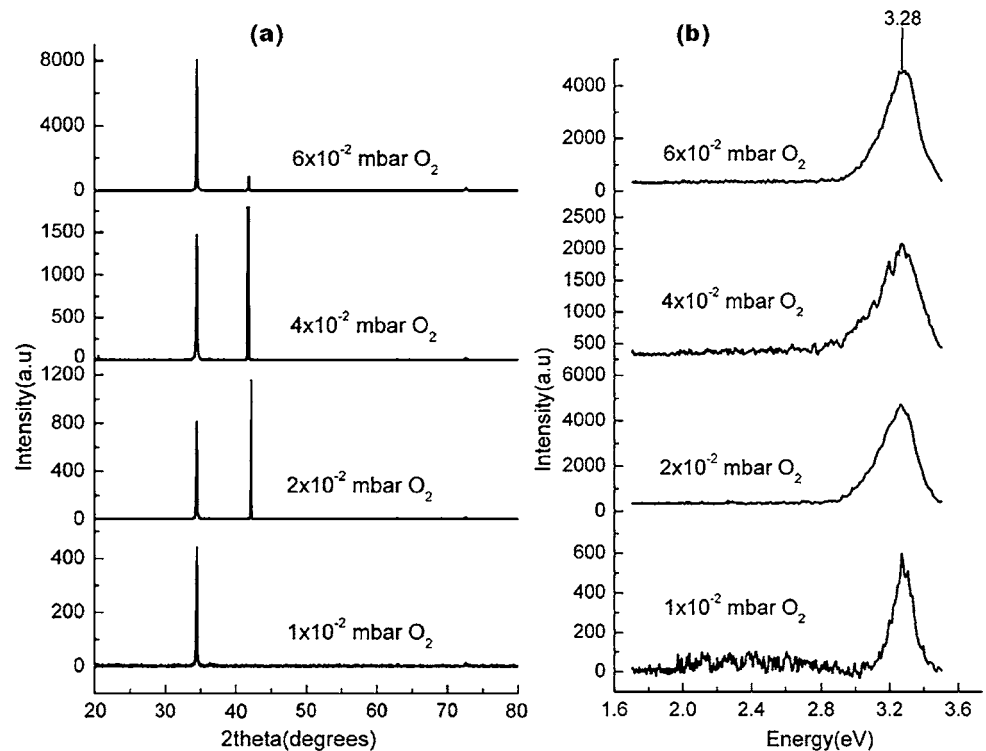 (a)
8000
4000
0
6x10⁻² mbar O₂
1500
1000
500
0
4x10⁻² mbar O₂
1200
800
400
0
2x10⁻² mbar O₂
400
200
0
1x10⁻² mbar O₂
20 30 40 50 60 70 80
2theta(degrees)
Intensity(a.u)
(b)
3.28
4000
2000
0
6x10⁻² mbar O₂
2500
2000
1500
1000
500
0
4x10⁻² mbar O₂
6000
4000
2000
0
2x10⁻² mbar O₂
600
400
200
0
1x10⁻² mbar O₂
1.6 2.0 2.4 2.8 3.2 3.6
Energy(eV)
Intensity(a.u)